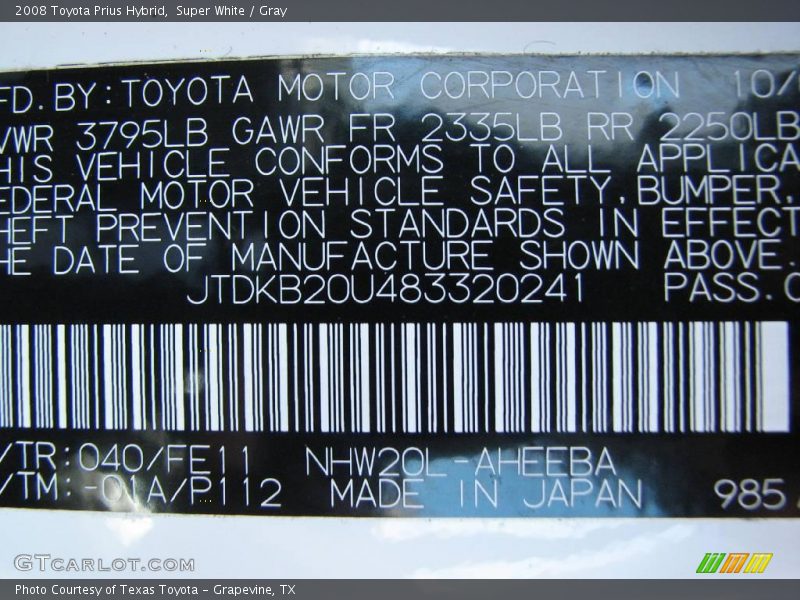 2008 Toyota Prius Hybrid, Super White / Gray
FD. BY: TOYOTA MOTOR CORPORATION 10/
VWR 3795LB GAWR FR 2335LB RR 2250LB
HIS VEHICLE CONFORMS TO ALL APPLICA
EDERAL MOTOR VEHICLE SAFETY, BUMPER,
HEFT PREVENTION STANDARDS IN EFFECT
HE DATE OF MANUFACTURE SHOWN ABOVE.
JTDKB20U483320241 PASS. C
/TR: 040/FE11 NHW20L-AHEEBA
/TM: -01A/P112 MADE IN JAPAN 985
GTCARLOT.COM
Photo Courtesy of Texas Toyota - Grapevine, TX